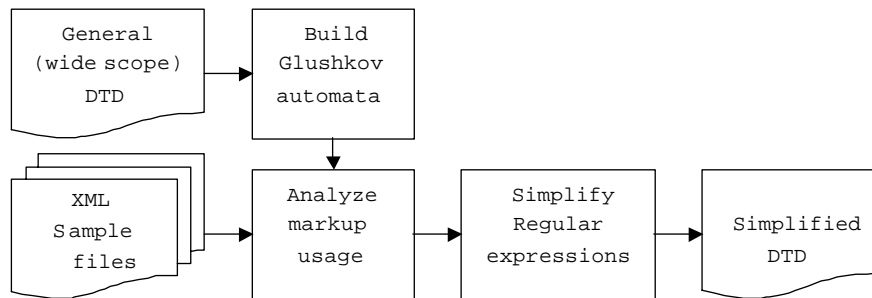 General
(wide scope)
DTD
Build
Glushkov
automata
XML
Sample
files
Analyze
markup
usage
Simplify
Regular
expressions
Simplified
DTD